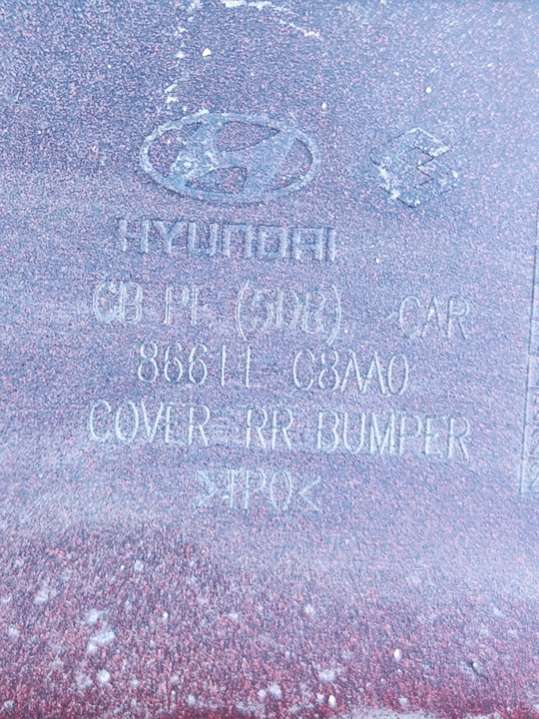 HYUNDAI
GB PE (5DR). CAR
86611-C8AA0
COVER-RR BUMPER
>TPO<